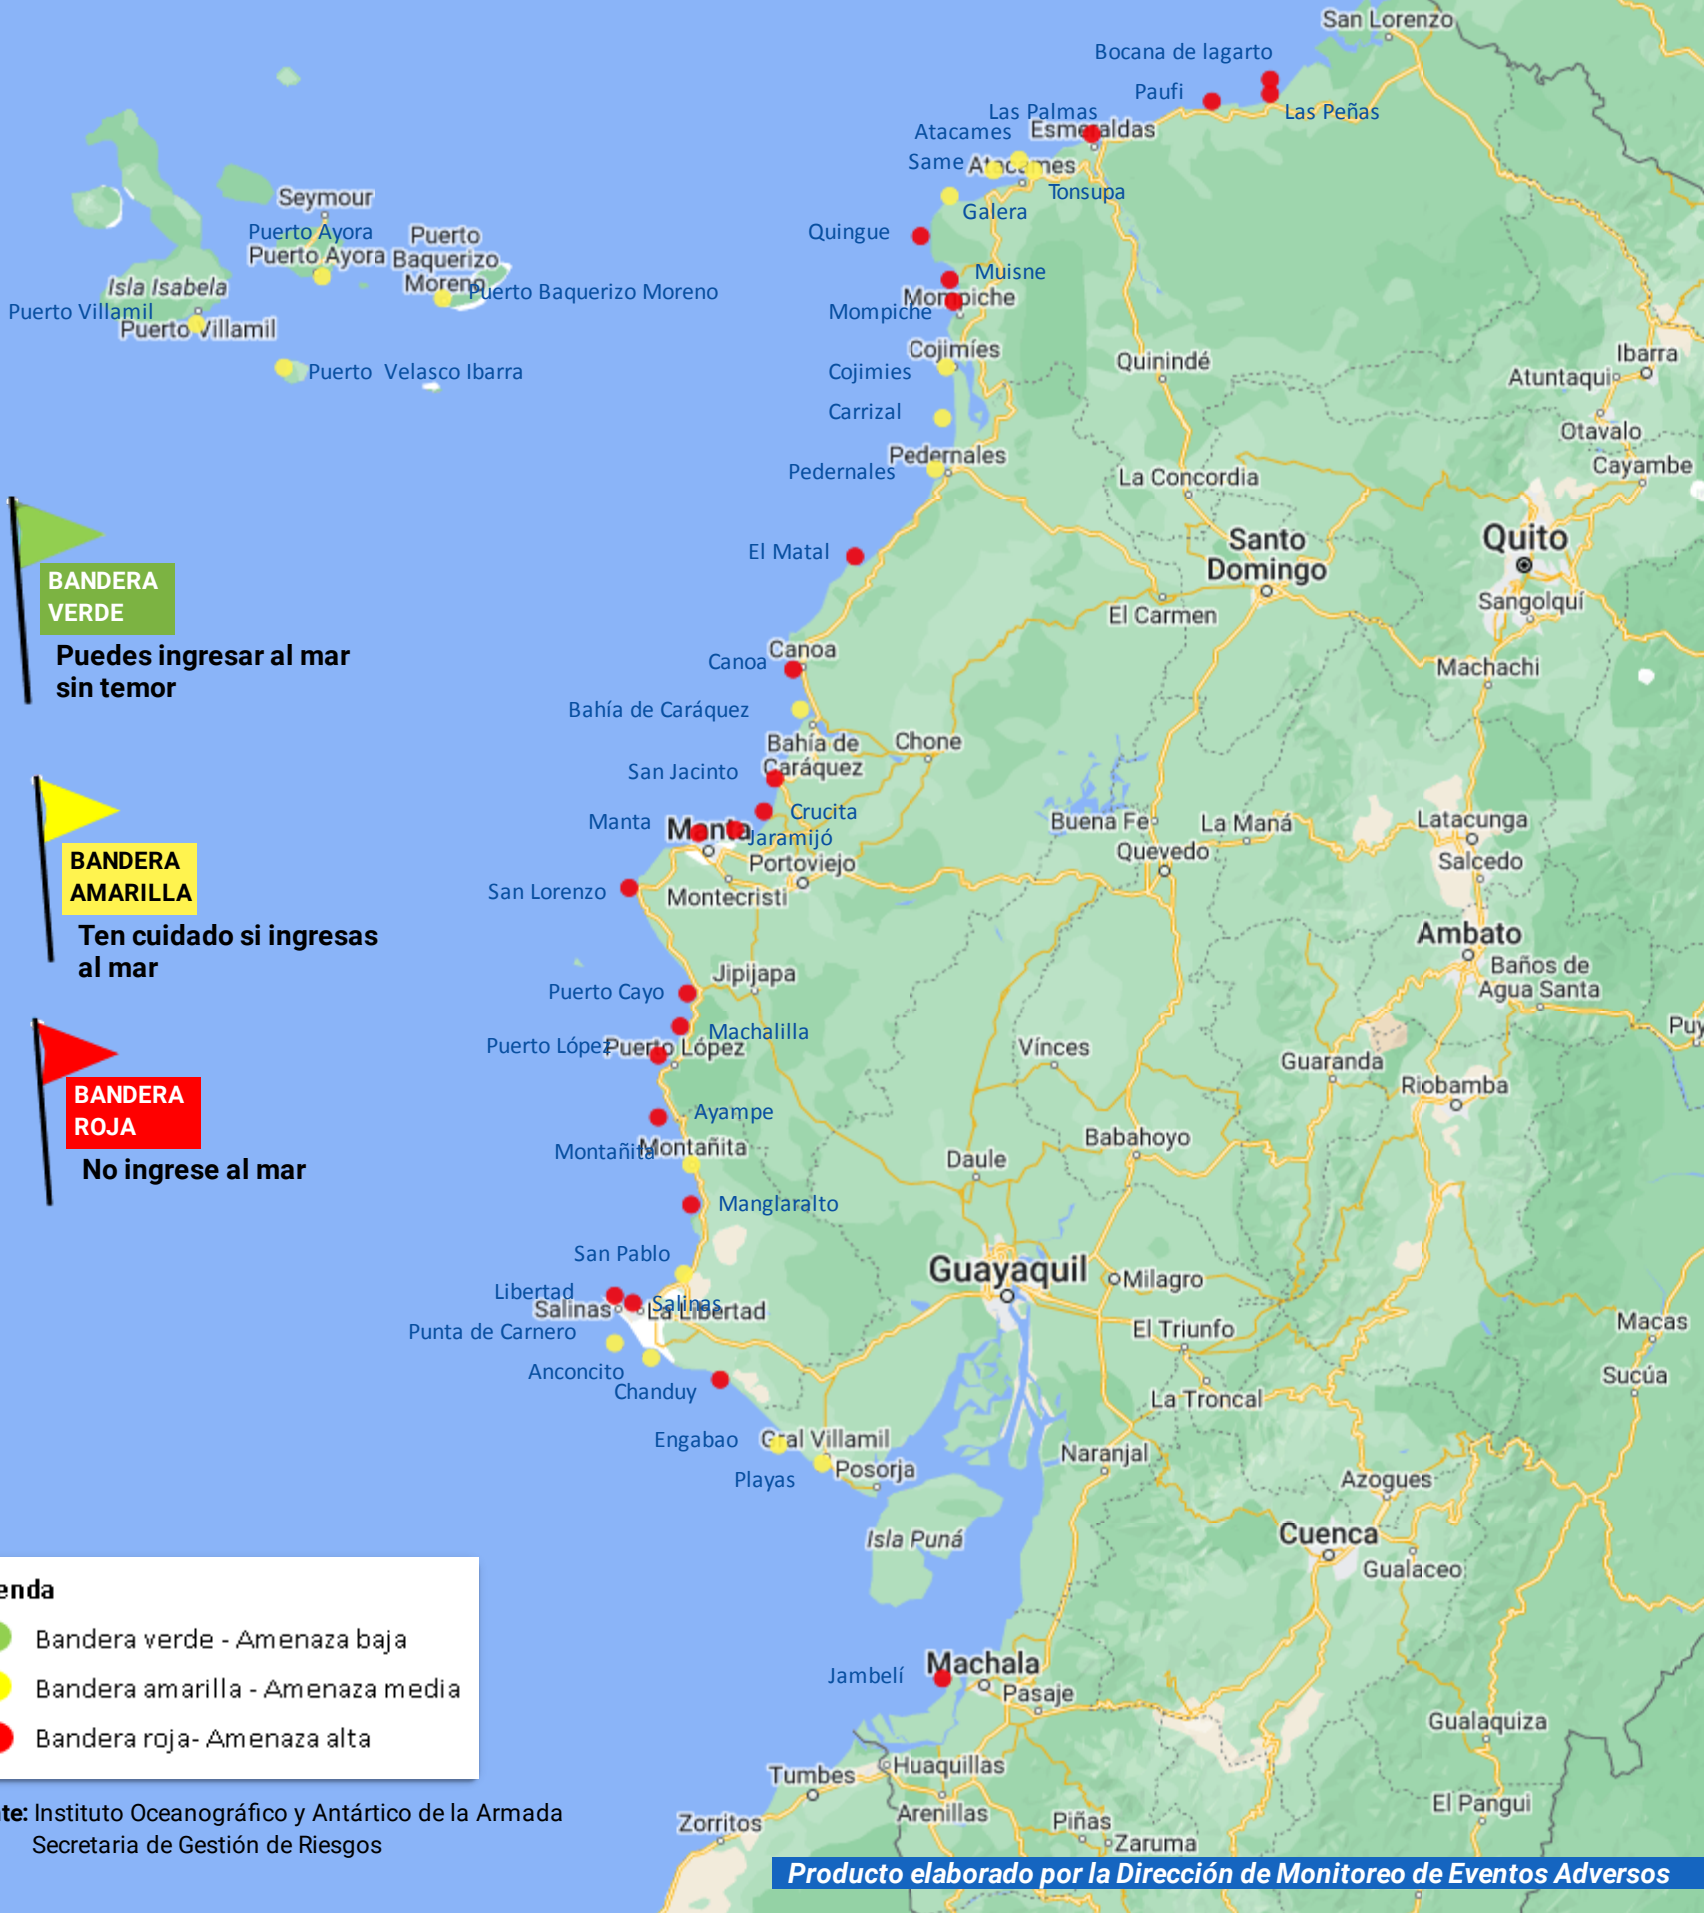 San Lorenzo
Bocana de lagarto
Paufi
Las Palmas
Las Peñas
Atacames
Esmeraldas
Same
Atacames
Tonsupa
Seymour
Galera
Puerto Ayora
Quingue
Puerto
Puerto Ayora
Baquerizo
Moreno
Isla Isabela
Puerto Baquerizo Moreno
Muisne
Mompiche
Puerto Villamil
Mompiche
Puerto Villamil
Cojimíes
Ibarra
Quinindé
Puerto Velasco Ibarra
Cojimies
Atuntaqui
Carrizal
Otavalo
Pedernales
Cayambe
Pedernales
La Concordia
Quito
Santo
Domingo
El Matal
BANDERA
VERDE
Sangolquí
El Carmen
Puedes ingresar al mar
sin temor
Canoa
Canoa
Machachi
Bahía de Caráquez
Bahía de
Caráquez
Chone
San Jacinto
Crucita
Manta
Manta
Jaramijó
Buena Fe
La Maná
Latacunga
Quevedo
Salcedo
Portoviejo
BANDERA
AMARILLA
San Lorenzo
Montecristi
Ten cuidado si ingresas
al mar
Ambato
Baños de
Agua Santa
Jipijapa
Puerto Cayo
Machalilla
Puy
Puerto López
Puerto López
Vínces
Guaranda
Riobamba
BANDERA
ROJA
Ayampe
Montañita
Montañita
Babahoyo
Daule
No ingrese al mar
Manglaralto
San Pablo
Guayaquil
Milagro
Libertad
Salinas
Salinas
La Libertad
Punta de Carnero
El Triunfo
Macas
Anconcito
Sucúa
Chanduy
La Troncal
Engabao
Gral Villamil
Naranjal
Posorja
Playas
Azogues
Isla Puná
Cuenca
Gualaceo
enda
Bandera verde - Amenaza baja
Bandera amarilla - Amenaza media
Bandera roja- Amenaza alta
Jambelí
Machala
Pasaje
Gualaquiza
Huaquillas
Tumbes
El Pangui
Arenillas
Piñas
Zorritos
Zaruma
te: Instituto Oceanográfico y Antártico de la Armada
Secretaria de Gestión de Riesgos
Producto elaborado por la Dirección de Monitoreo de Eventos Adversos